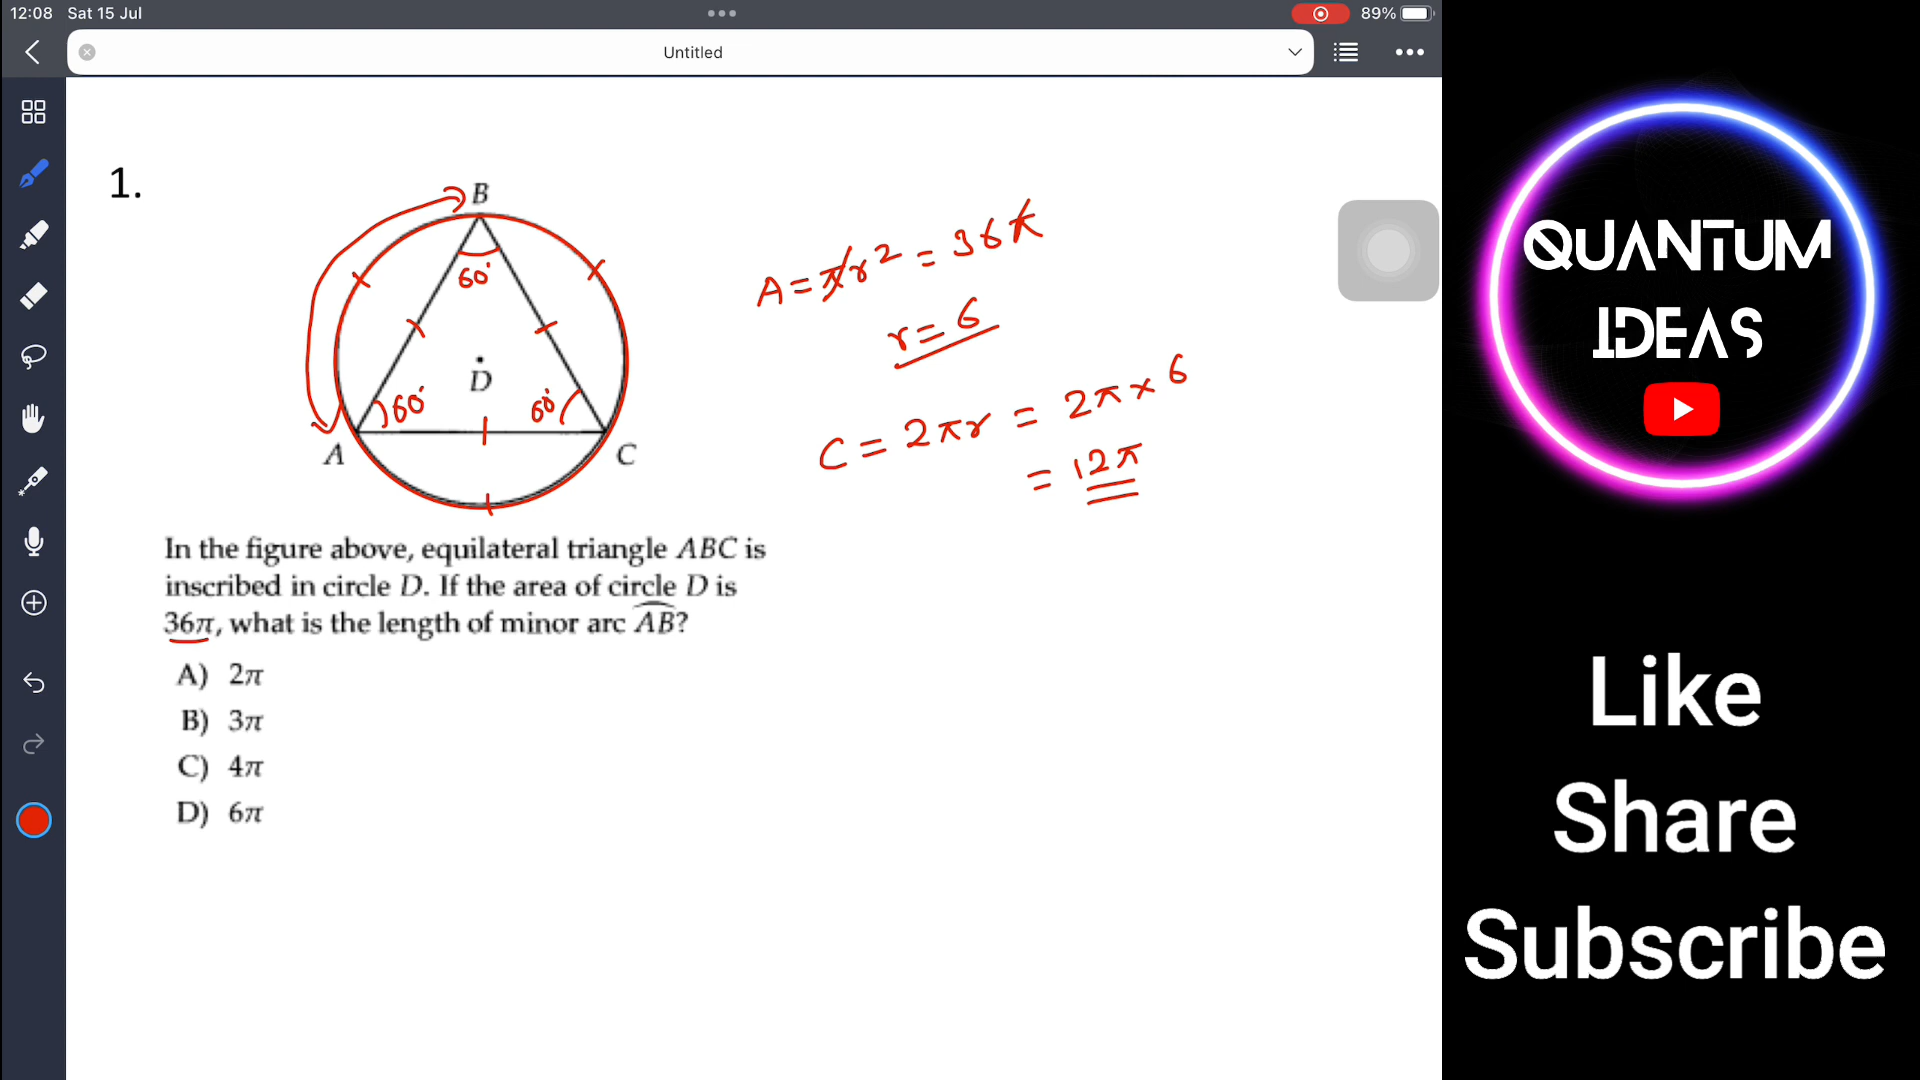 12:08 Sat 15 Jul
89%
Untitled
1.
B
60°
D
60°
60°
A
C
A = πr² = 36π
r = 6
C = 2πr = 2π × 6
= 12π
In the figure above, equilateral triangle ABC is
inscribed in circle D. If the area of circle D is
36π, what is the length of minor arc AB?
A) 2π
B) 3π
C) 4π
D) 6π
QUANTUM
IDEAS
Like
Share
Subscribe